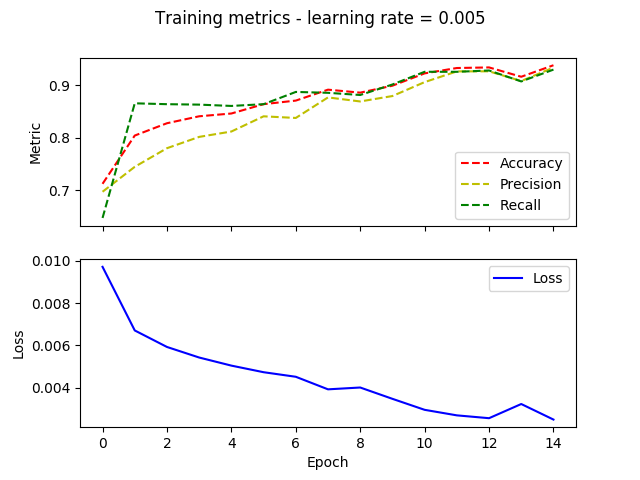 Training metrics - learning rate = 0.005
0.9
0.8
0.7
Metric
Accuracy
Precision
Recall
0.010
0.008
0.006
0.004
Loss
Loss
0 2 4 6 8 10 12 14
Epoch